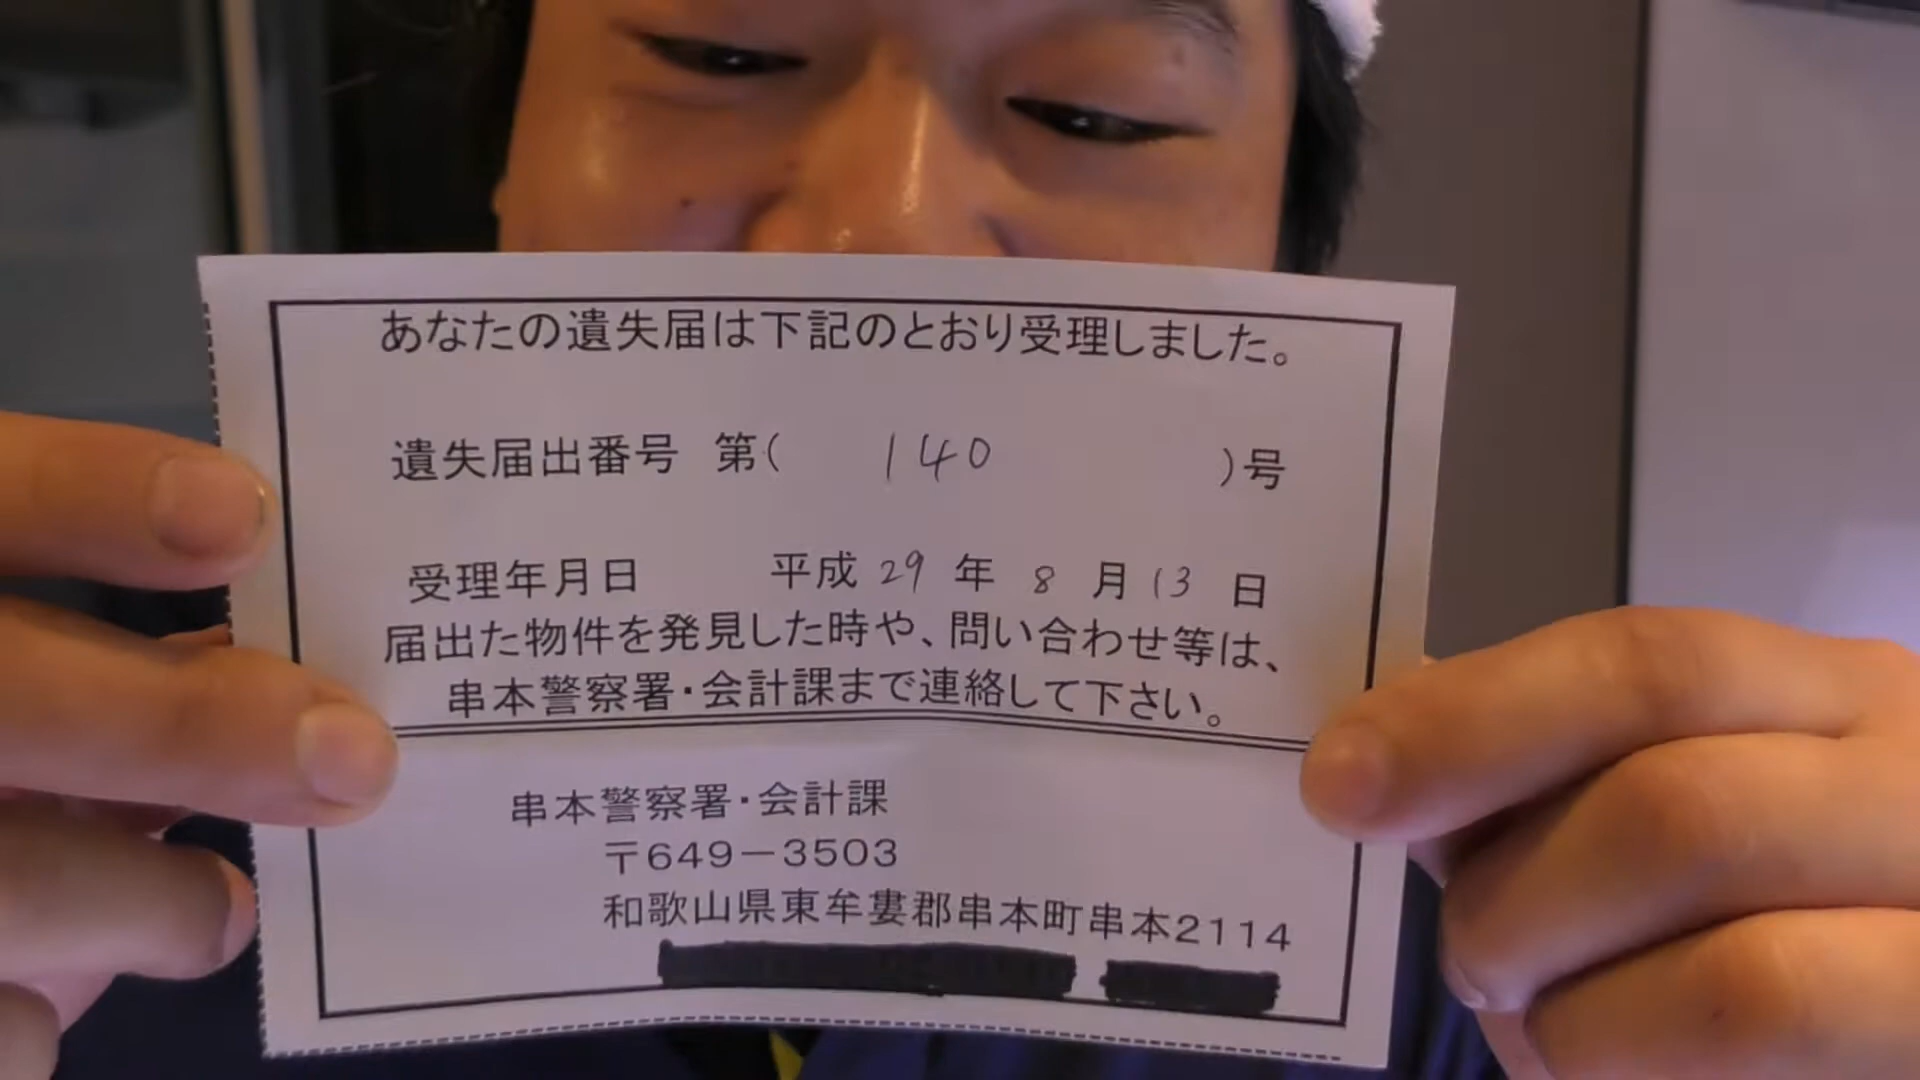 あなたの遺失届は下記のとおり受理しました。
遺失届出番号 第( 140 )号
受理年月日 平成 29 年 8 月 13 日
届出た物件を発見した時や、問い合わせ等は、
串本警察署・会計課まで連絡して下さい。
串本警察署・会計課
〒649－3503
和歌山県東牟婁郡串本町串本2114